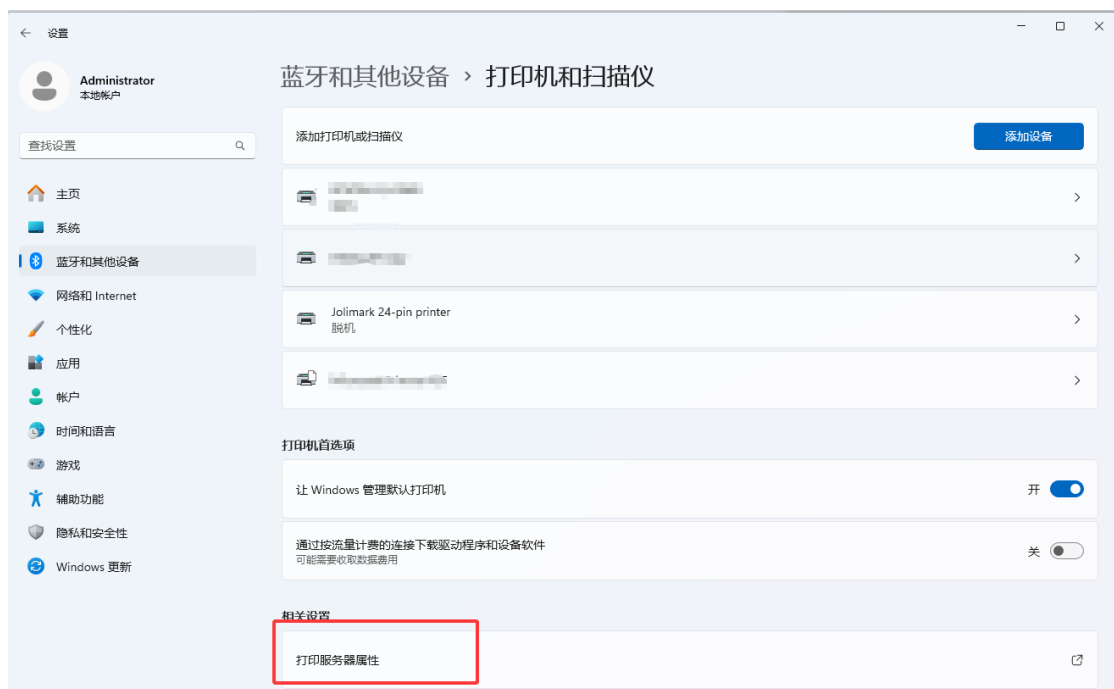 设置
Administrator
本地帐户
查找设置
主页
系统
蓝牙和其他设备
网络和 Internet
个性化
应用
帐户
时间和语言
游戏
辅助功能
隐私和安全性
Windows 更新
蓝牙和其他设备 › 打印机和扫描仪
添加打印机或扫描仪
添加设备
Jolimark 24-pin printer
脱机
打印机首选项
让 Windows 管理默认打印机
开
通过按流量计费的连接下载驱动程序和设备软件
可能需要收取数据费用
关
相关设置
打印服务器属性